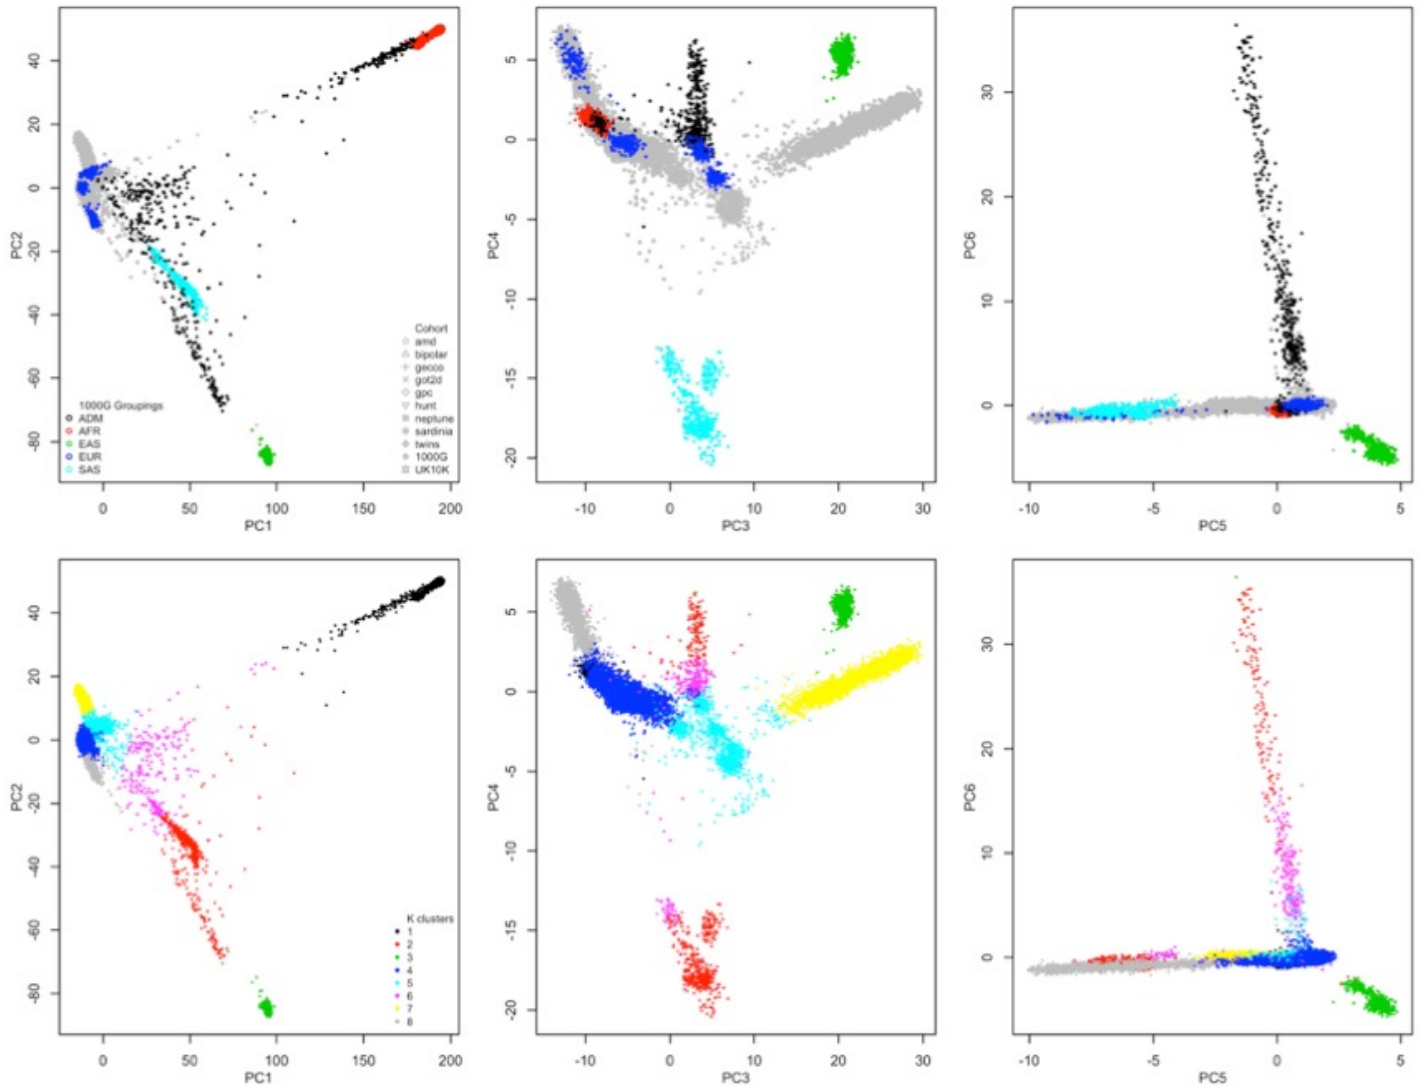 40
20
0
-20
-40
-60
-80
PC2
0
50
100
150
200
PC1
1000G Groupings
ADM
AFR
EAS
EUR
SAS
Cohort
amd
bipolar
gecco
got2d
gpc
hunt
neptune
sardinia
twins
1000G
UK10K
5
0
-5
-10
-15
-20
PC4
-10
0
10
20
30
PC3
30
20
10
0
PC6
-10
-5
0
5
PC5
40
20
0
-20
-40
-60
-80
PC2
0
50
100
150
200
PC1
K clusters
1
2
3
4
5
6
7
8
5
0
-5
-10
-15
-20
PC4
-10
0
10
20
30
PC3
30
20
10
0
PC6
-10
-5
0
5
PC5